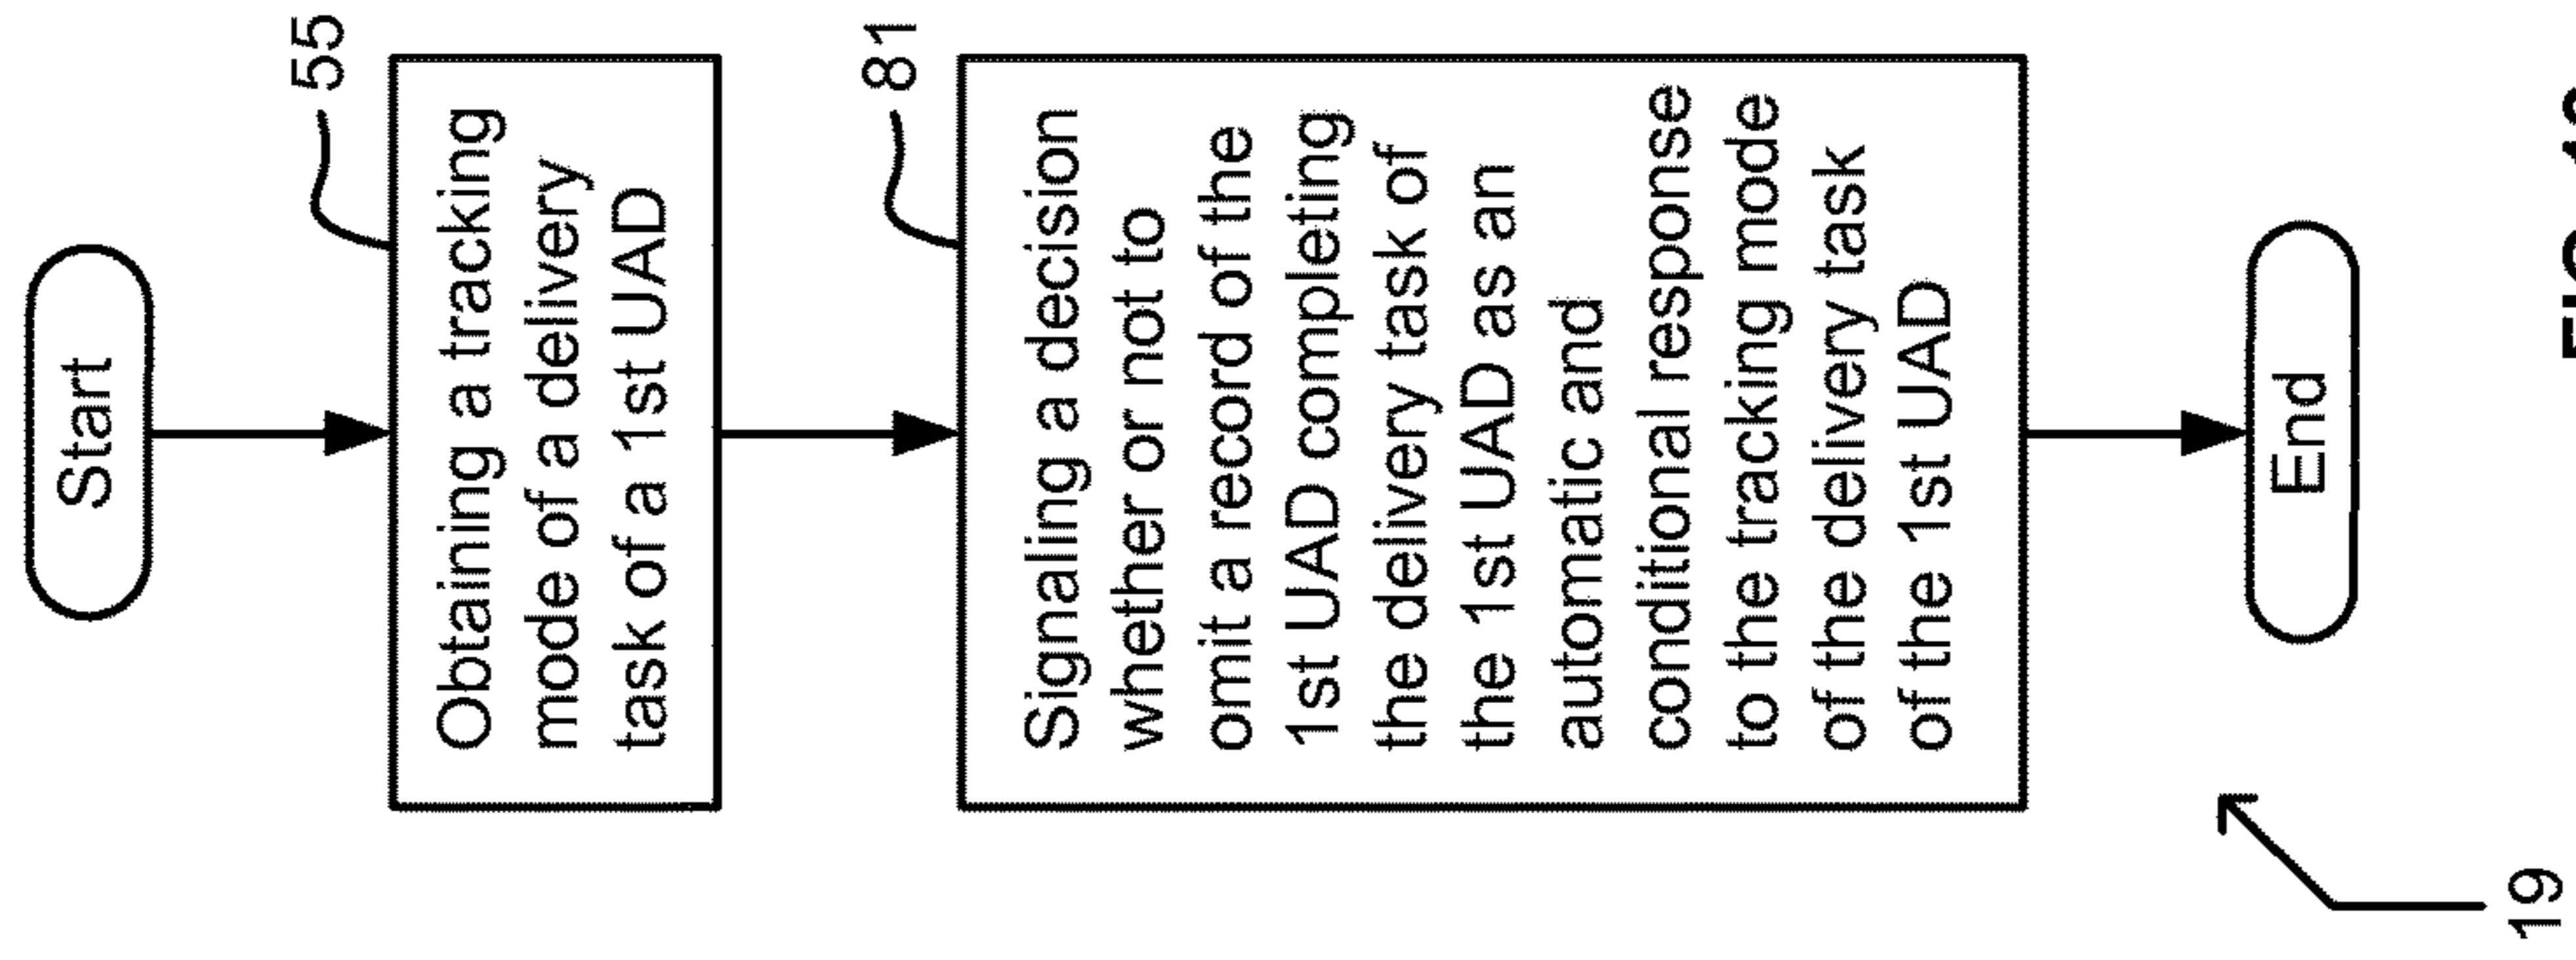 Start
55
Obtaining a tracking
mode of a delivery
task of a 1st UAD
81
Signaling a decision
whether or not to
omit a record of the
1st UAD completing
the delivery task of
the 1st UAD as an
automatic and
conditional response
to the tracking mode
of the delivery task
of the 1st UAD
End
19